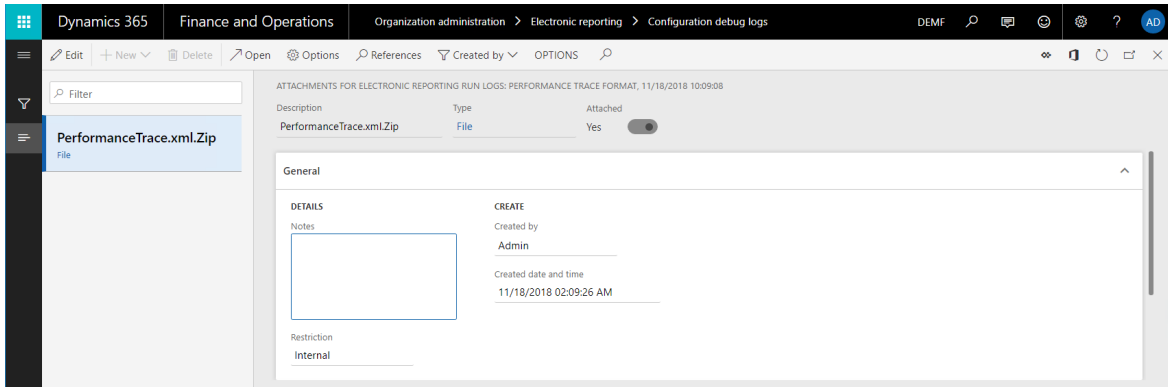 Dynamics 365 Finance and Operations Organization administration > Electronic reporting > Configuration debug logs DEMF ? AD
Edit + New Delete Open Options References Created by OPTIONS
Filter
PerformanceTrace.xml.Zip
File
ATTACHMENTS FOR ELECTRONIC REPORTING RUN LOGS: PERFORMANCE TRACE FORMAT, 11/18/2018 10:09:08
Description Type Attached
PerformanceTrace.xml.Zip File Yes
General
DETAILS CREATE
Notes Created by
Admin
Created date and time
11/18/2018 02:09:26 AM
Restriction
Internal